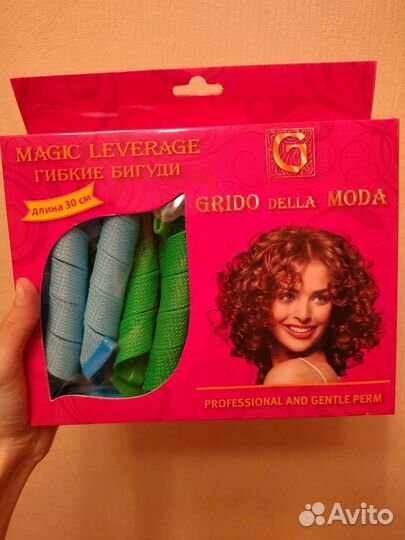 MAGIC LEVERAGE
ГИБКИЕ БИГУДИ
длина 30 см
G
GRIDO DELLA MODA
PROFESSIONAL AND GENTLE PERM
Avito